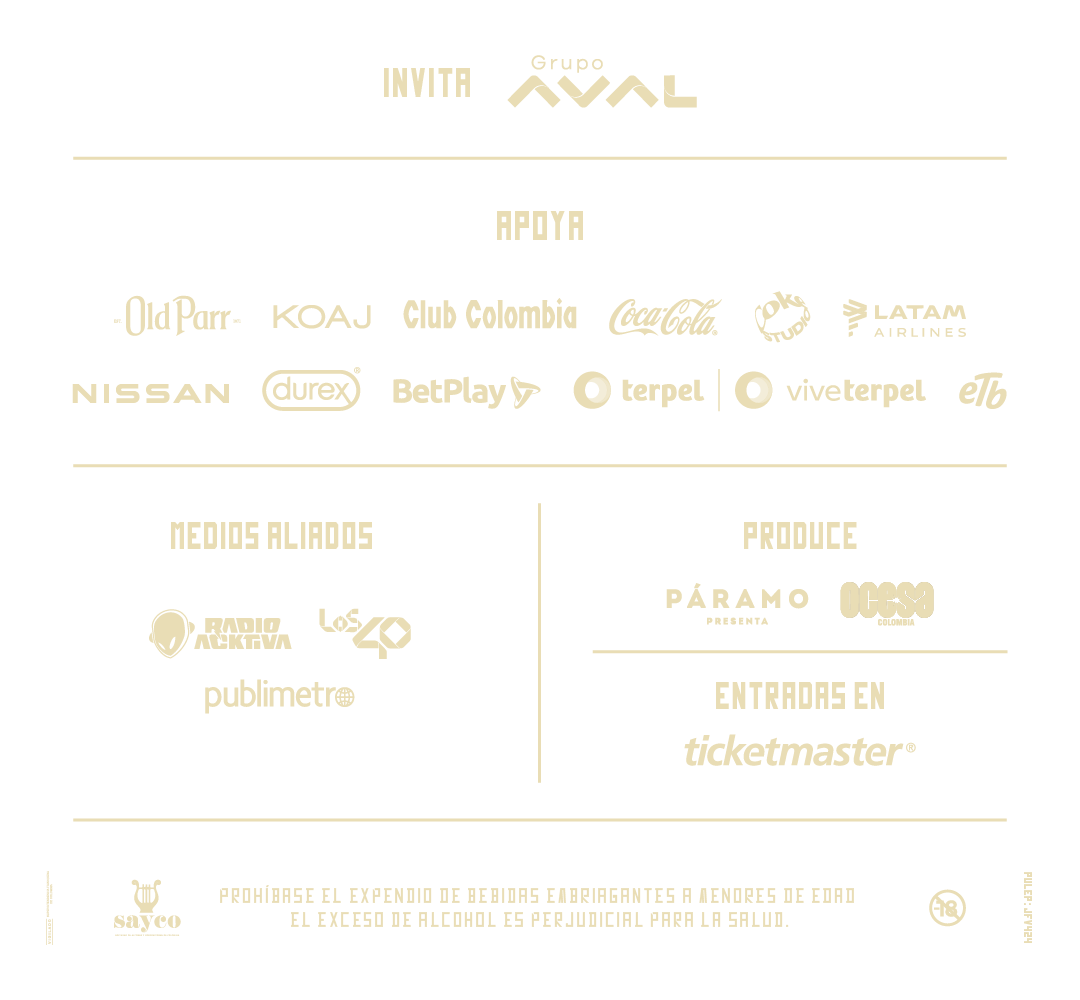 INVITA Grupo AVAL
APOYA
Old Parr KOAJ Club Colombia Coca-Cola Coke STUDIO LATAM AIRLINES
NISSAN durex® BetPlay terpel viveterpel eTb
MEDIOS ALIADOS
RADIO ACKTIVA LOS 40
publimetro
PRODUCE
PÁRAMO PRESENTA OCESA COLOMBIA
ENTRADAS EN
ticketmaster®
sayco
PROHÍBASE EL EXPENDIO DE BEBIDAS EMBRIAGANTES A MENORES DE EDAD
EL EXCESO DE ALCOHOL ES PERJUDICIAL PARA LA SALUD.
-18
PULEP: JFY424